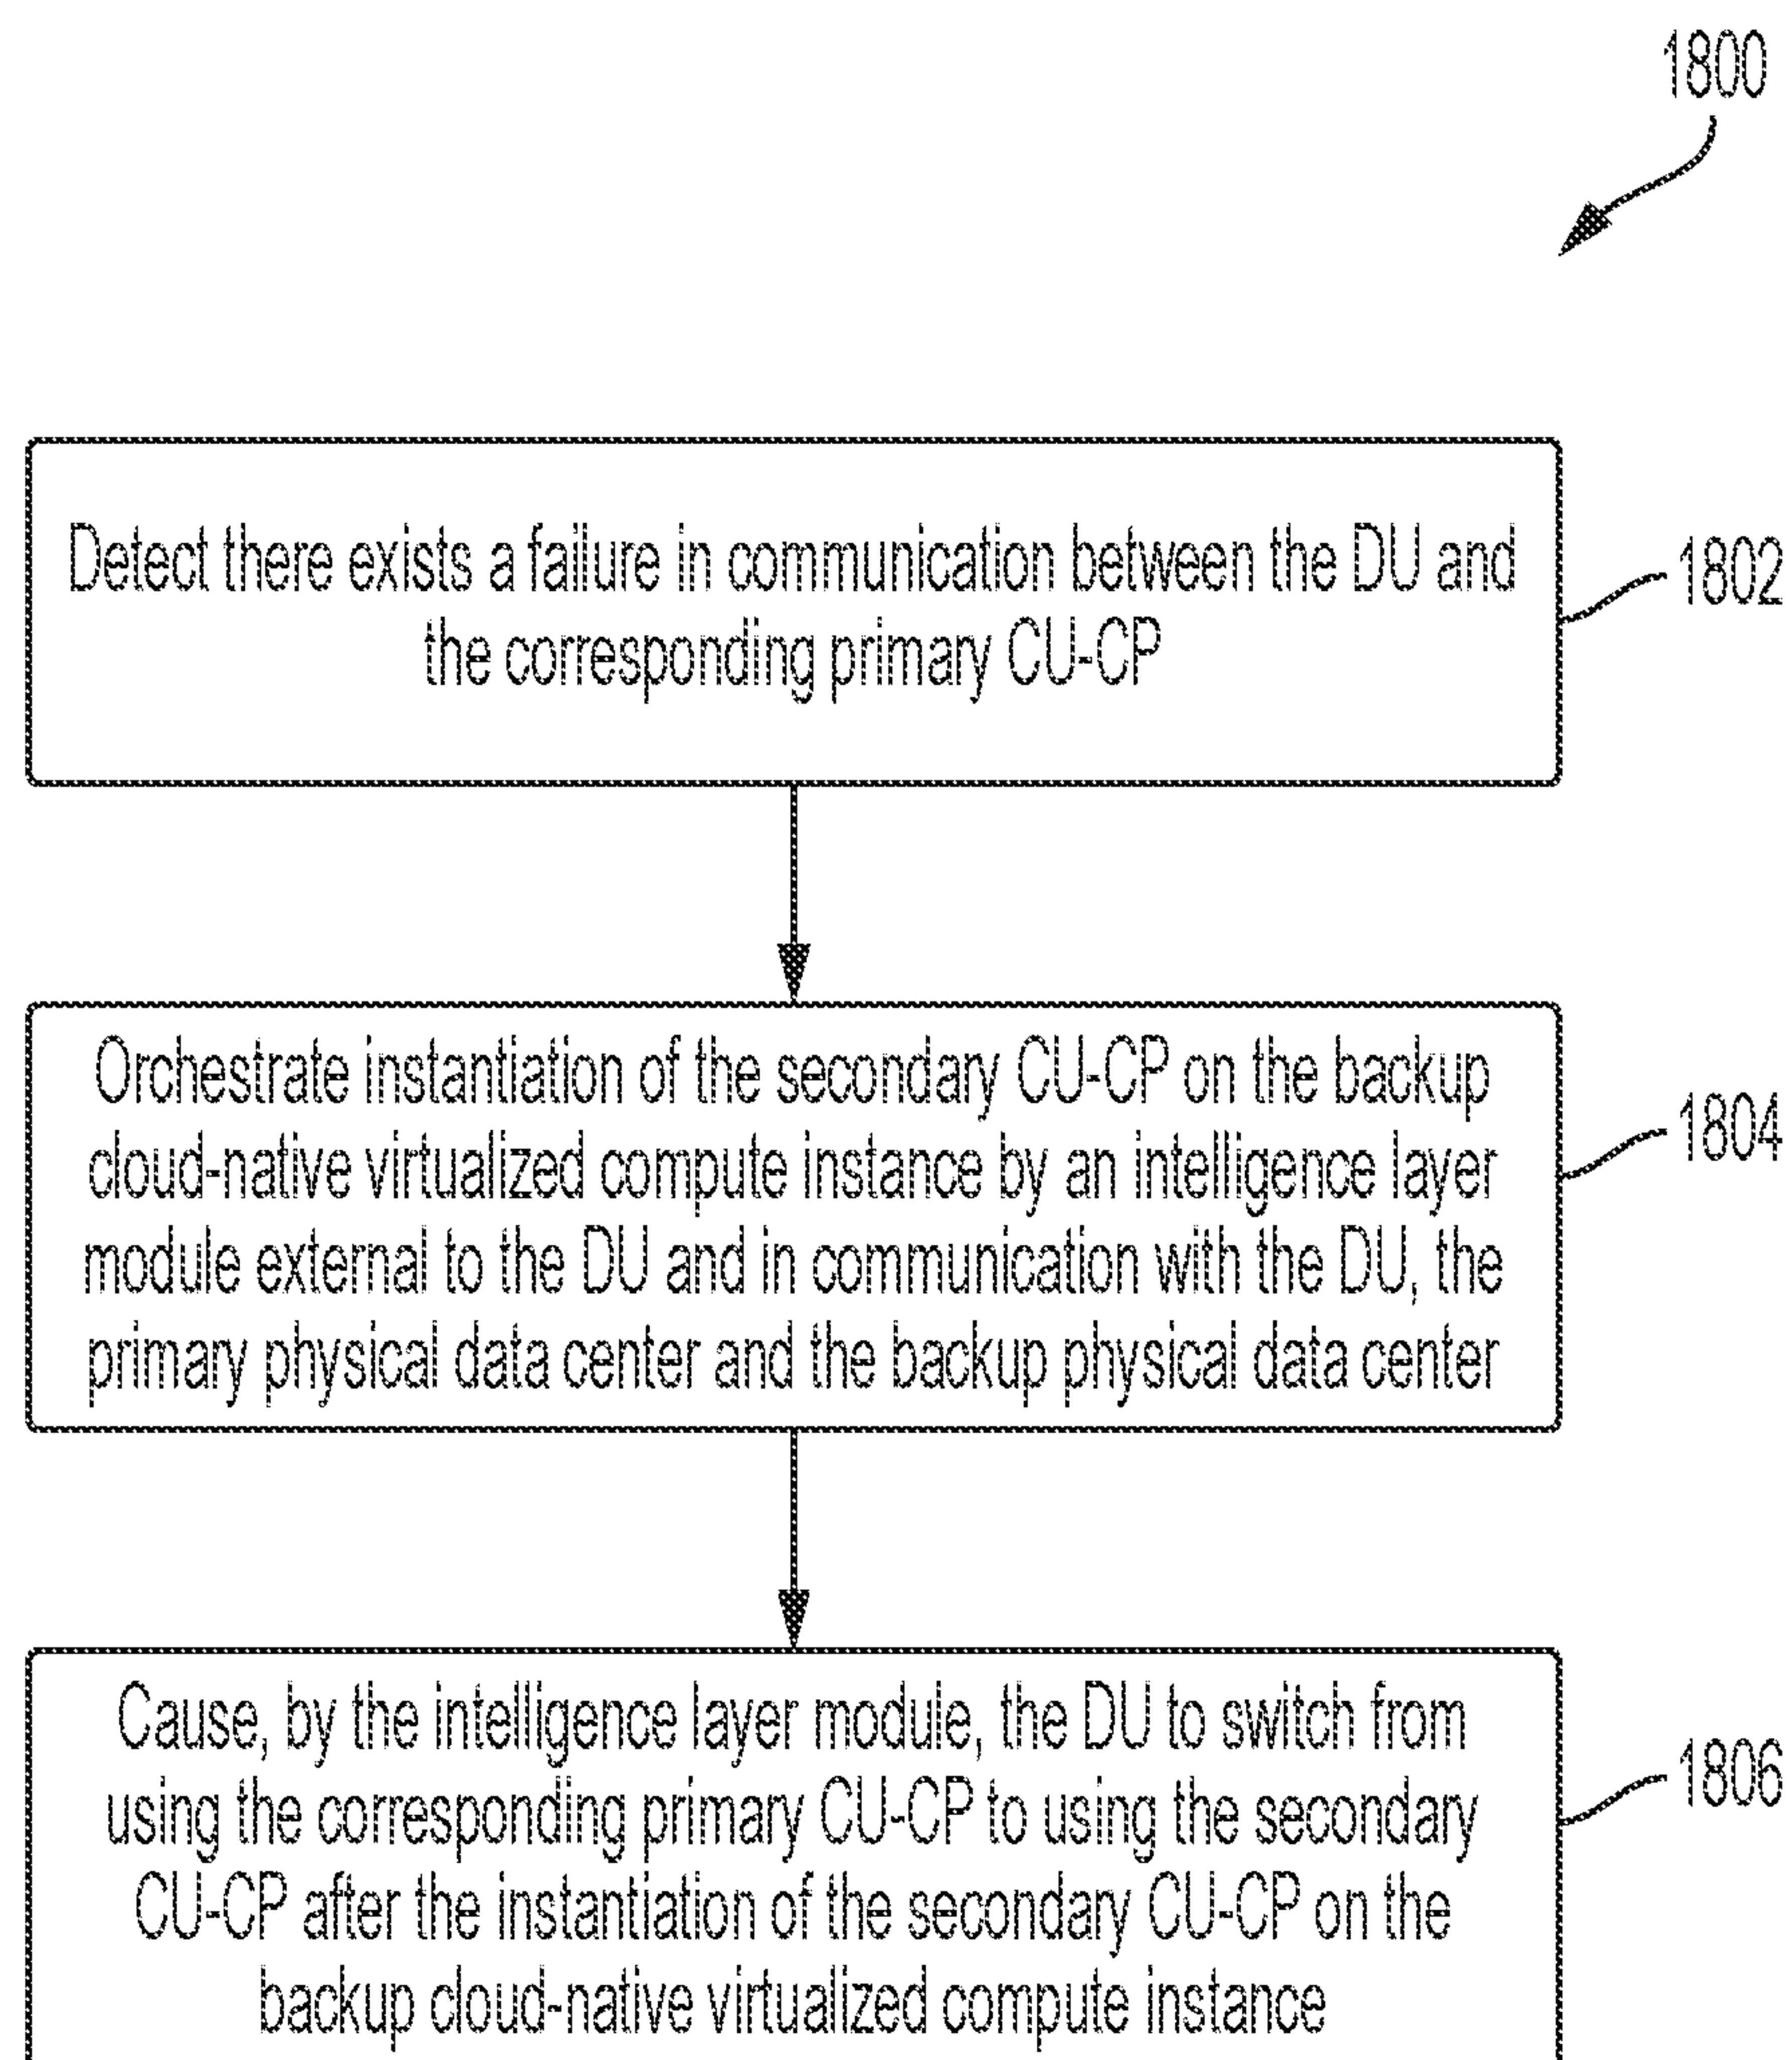 1800
Detect there exists a failure in communication between the DU and
the corresponding primary CU-CP
1802
Orchestrate instantiation of the secondary CU-CP on the backup
cloud-native virtualized compute instance by an intelligence layer
module external to the DU and in communication with the DU, the
primary physical data center and the backup physical data center
1804
Cause, by the intelligence layer module, the DU to switch from
using the corresponding primary CU-CP to using the secondary
CU-CP after the instantiation of the secondary CU-CP on the
backup cloud-native virtualized compute instance
1806